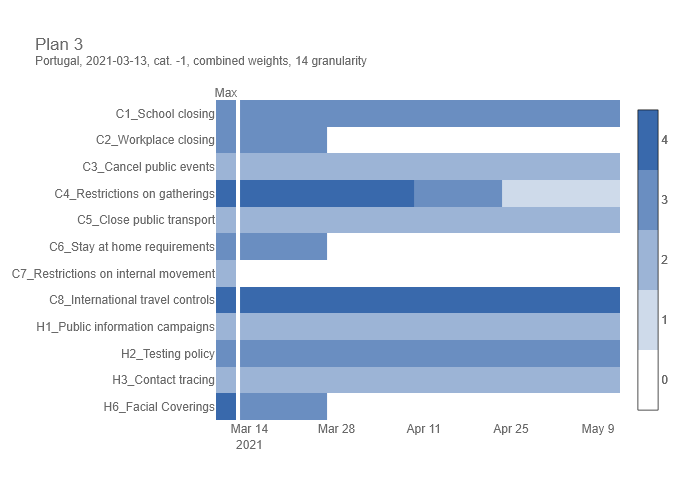 Plan 3
Portugal, 2021-03-13, cat. -1, combined weights, 14 granularity
Max
C1_School closing
C2_Workplace closing
C3_Cancel public events
C4_Restrictions on gatherings
C5_Close public transport
C6_Stay at home requirements
C7_Restrictions on internal movement
C8_International travel controls
H1_Public information campaigns
H2_Testing policy
H3_Contact tracing
H6_Facial Coverings
Mar 14 Mar 28 Apr 11 Apr 25 May 9
2021
4
3
2
1
0